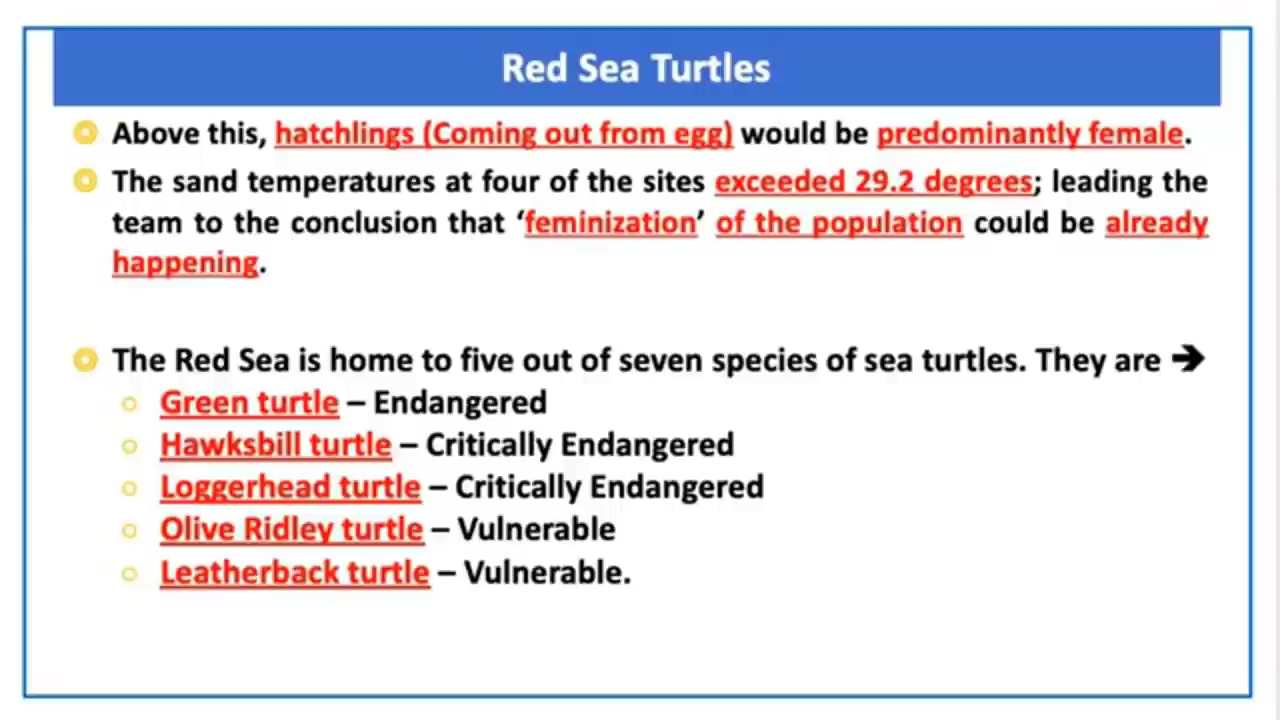 Red Sea Turtles
Above this, hatchlings (Coming out from egg) would be predominantly female.
The sand temperatures at four of the sites exceeded 29.2 degrees; leading the
team to the conclusion that ‘feminization’ of the population could be already
happening.
The Red Sea is home to five out of seven species of sea turtles. They are ➔
Green turtle – Endangered
Hawksbill turtle – Critically Endangered
Loggerhead turtle – Critically Endangered
Olive Ridley turtle – Vulnerable
Leatherback turtle – Vulnerable.